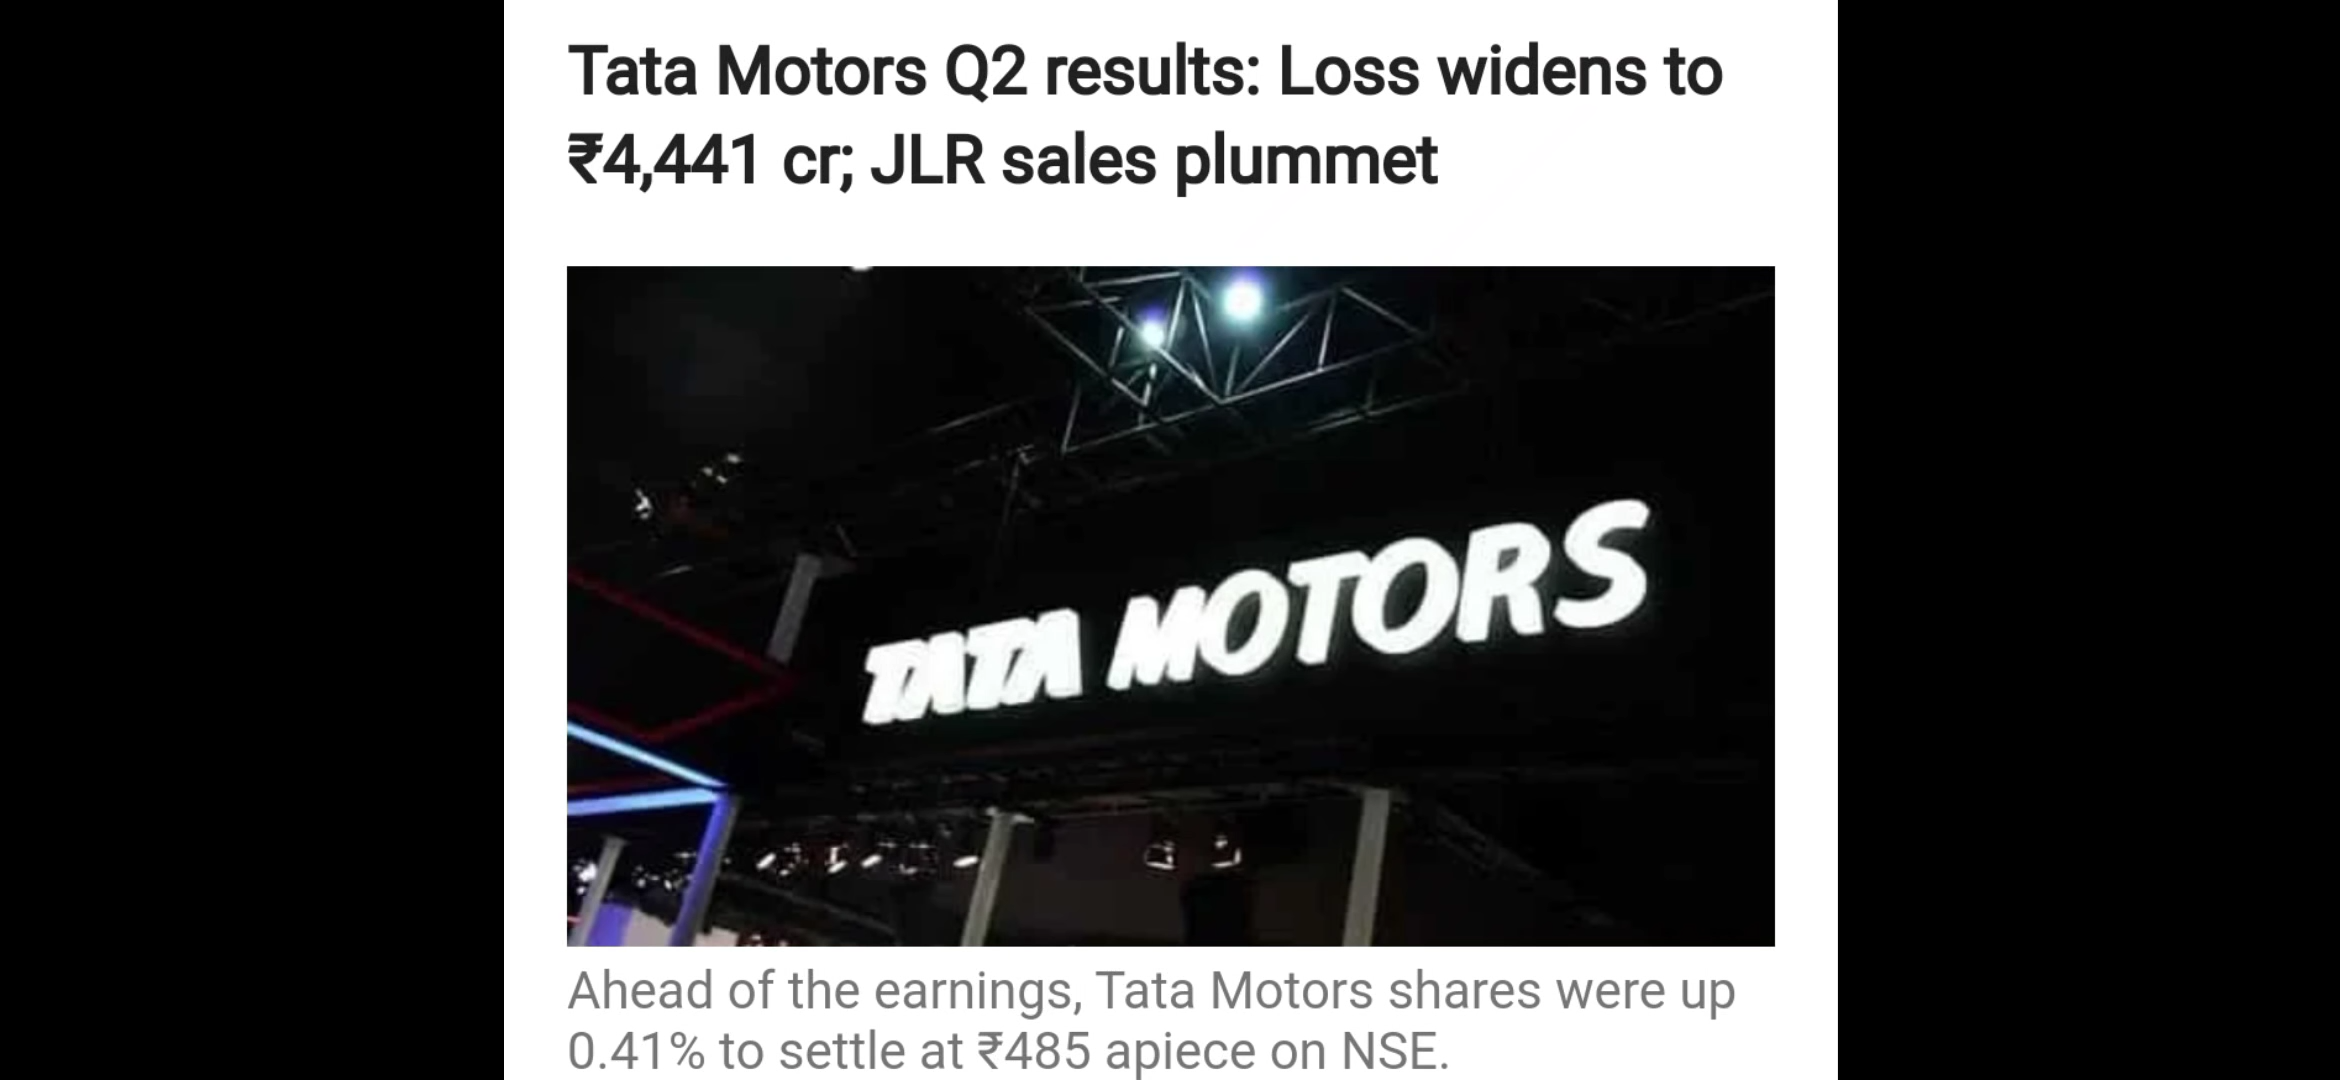 Tata Motors Q2 results: Loss widens to
₹4,441 cr; JLR sales plummet
TATA MOTORS
Ahead of the earnings, Tata Motors shares were up
0.41% to settle at ₹485 apiece on NSE.